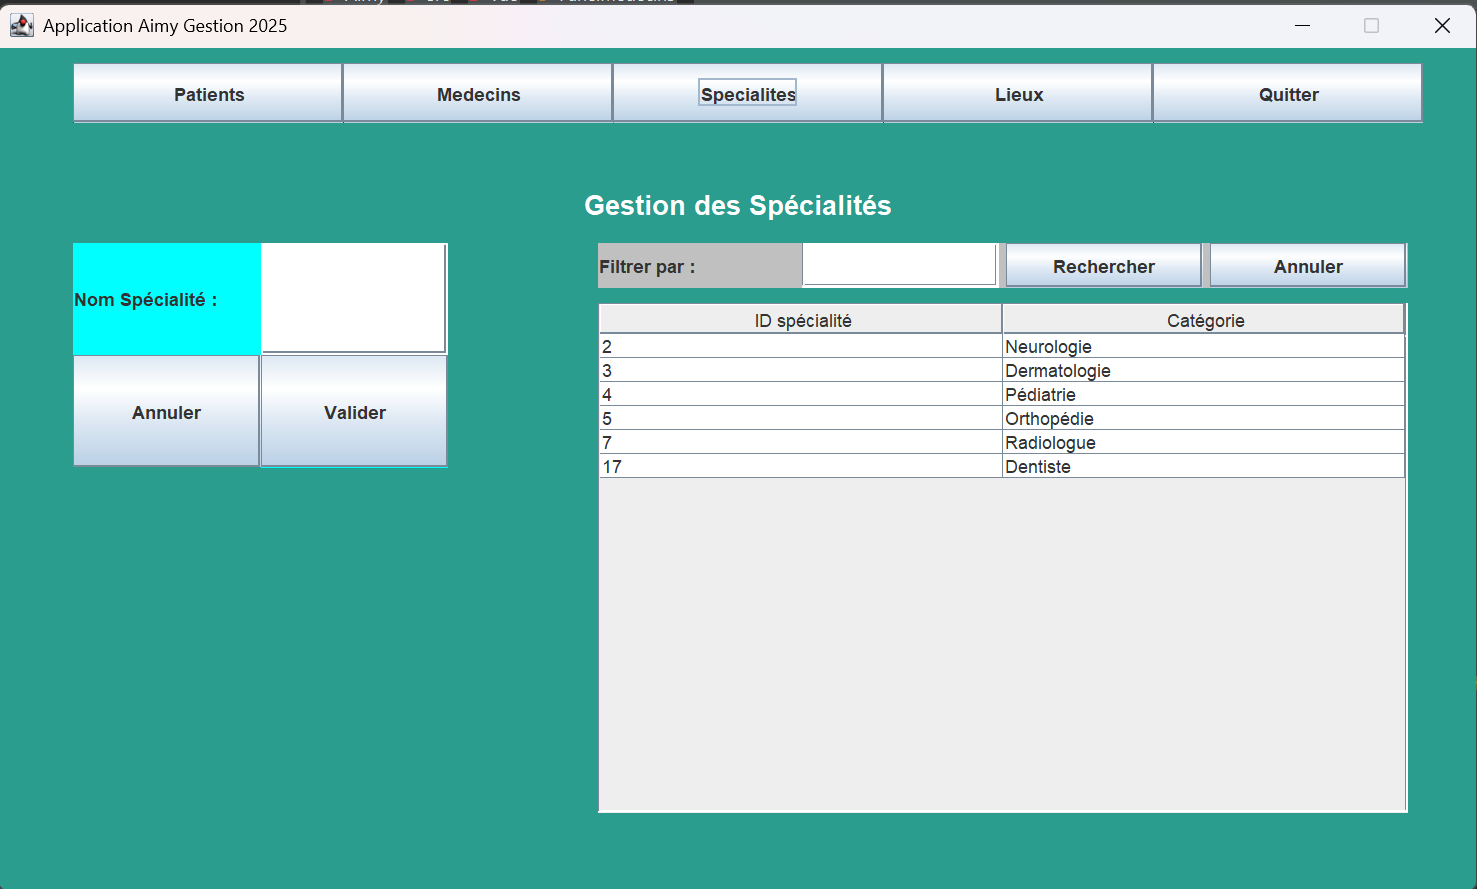 Application Aimy Gestion 2025
Patients Medecins Specialites Lieux Quitter
Gestion des Spécialités
Nom Spécialité :
Annuler Valider
Filtrer par : Rechercher Annuler
ID spécialité Catégorie
2 Neurologie
3 Dermatologie
4 Pédiatrie
5 Orthopédie
7 Radiologue
17 Dentiste